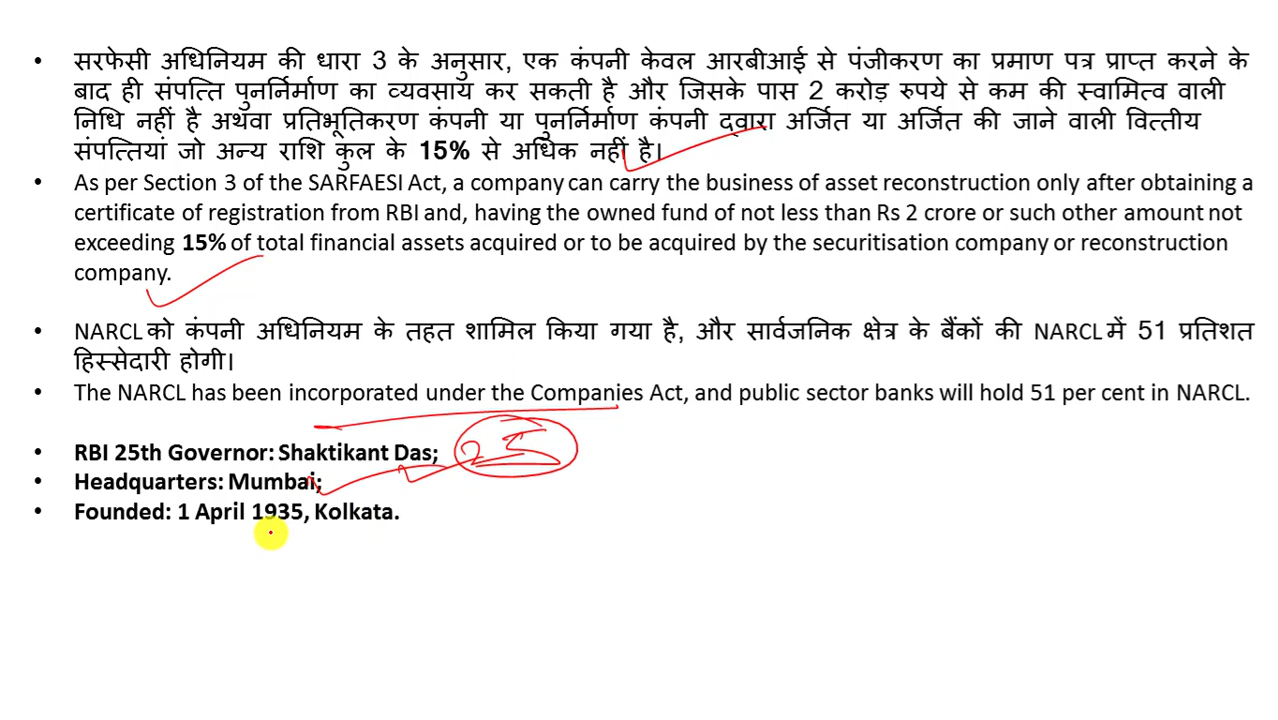 • सरफेसी अधिनियम की धारा 3 के अनुसार, एक कंपनी केवल आरबीआई से पंजीकरण का प्रमाण पत्र प्राप्त करने के
बाद ही संपत्ति पुनर्निर्माण का व्यवसाय कर सकती है और जिसके पास 2 करोड़ रुपये से कम की स्वामित्व वाली
निधि नहीं है अथवा प्रतिभूतिकरण कंपनी या पुनर्निर्माण कंपनी द्वारा अर्जित या अर्जित की जाने वाली वित्तीय
संपत्तियां जो अन्य राशि कुल के 15% से अधिक नहीं है।
• As per Section 3 of the SARFAESI Act, a company can carry the business of asset reconstruction only after obtaining a
certificate of registration from RBI and, having the owned fund of not less than Rs 2 crore or such other amount not
exceeding 15% of total financial assets acquired or to be acquired by the securitisation company or reconstruction
company.
• NARCL को कंपनी अधिनियम के तहत शामिल किया गया है, और सार्वजनिक क्षेत्र के बैंकों की NARCL में 51 प्रतिशत
हिस्सेदारी होगी।
• The NARCL has been incorporated under the Companies Act, and public sector banks will hold 51 per cent in NARCL.
• RBI 25th Governor: Shaktikant Das; 25
• Headquarters: Mumbai;
• Founded: 1 April 1935, Kolkata.